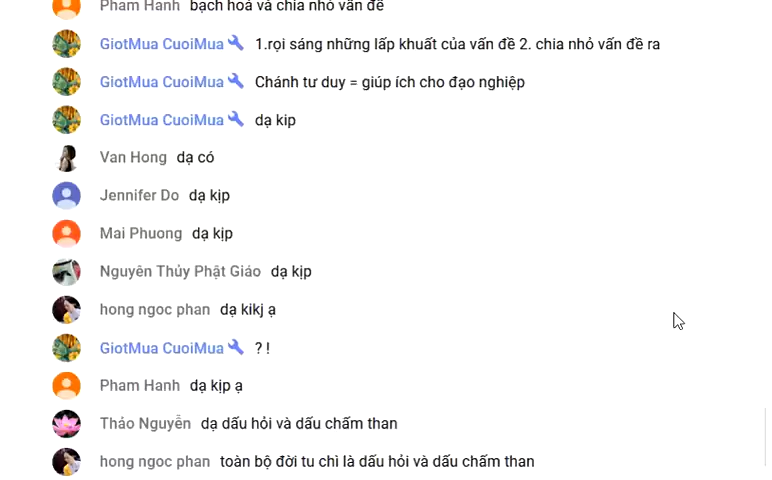 Pham Hanh bạch hoá và chia nhỏ vấn đề
GiotMua CuoiMua 1.rọi sáng những lấp khuất của vấn đề 2. chia nhỏ vấn đề ra
GiotMua CuoiMua Chánh tư duy = giúp ích cho đạo nghiệp
GiotMua CuoiMua dạ kip
Van Hong dạ có
Jennifer Do dạ kịp
Mai Phuong dạ kịp
Nguyên Thủy Phật Giáo dạ kịp
hong ngoc phan dạ kikj ạ
GiotMua CuoiMua ? !
Pham Hanh dạ kịp ạ
Thảo Nguyễn dạ dấu hỏi và dấu chấm than
hong ngoc phan toàn bộ đời tu chỉ là dấu hỏi và dấu chấm than